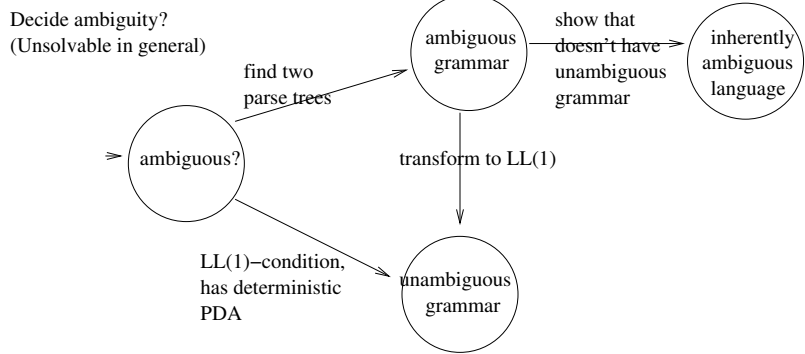 Decide ambiguity?
(Unsolvable in general)
find two
parse trees
ambiguous
grammar
show that
doesn't have
unambiguous
grammar
inherently
ambiguous
language
ambiguous?
transform to LL(1)
LL(1)−condition,
has deterministic
PDA
unambiguous
grammar